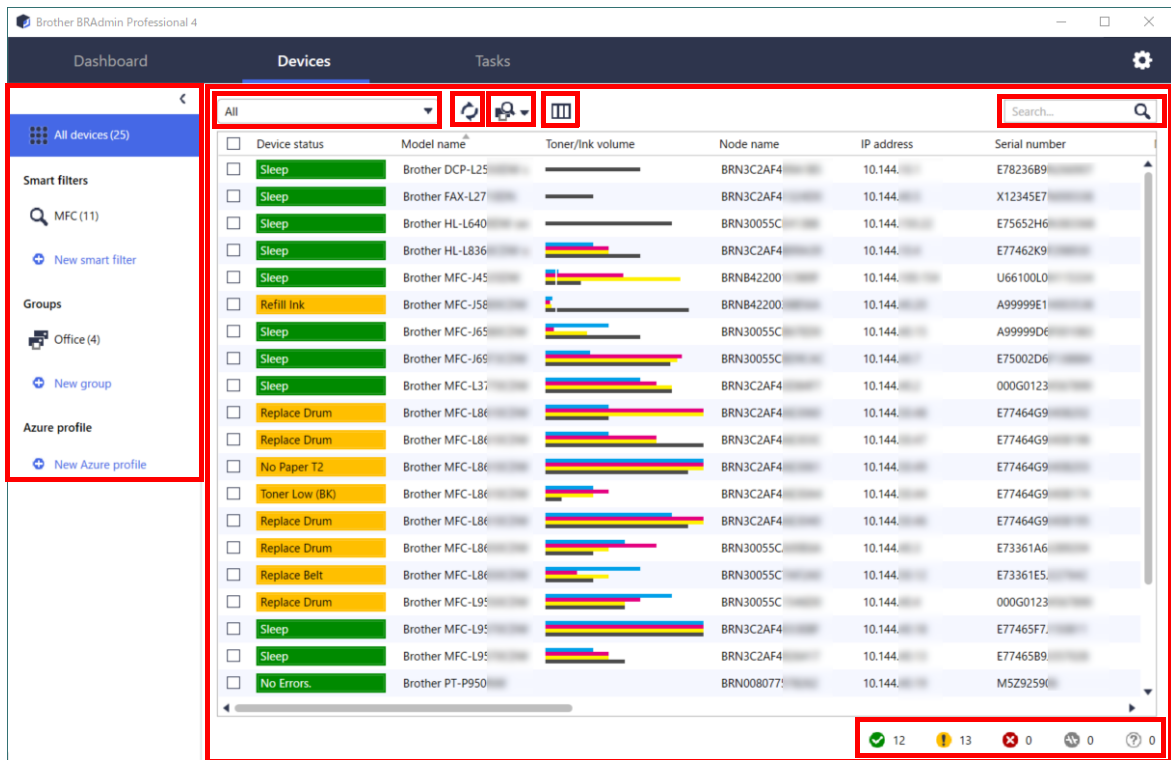 Brother BRAdmin Professional 4
Dashboard Devices Tasks
All devices (25)
Smart filters
MFC (11)
New smart filter
Groups
Office (4)
New group
Azure profile
New Azure profile
All Search...
Device status Model name Toner/Ink volume Node name IP address Serial number
Sleep Brother DCP-L25 BRN3C2AF4 10.144. E78236B9
Sleep Brother FAX-L27 BRN3C2AF4 10.144. X12345E7
Sleep Brother HL-L640 BRN30055C 10.144. E75652H6
Sleep Brother HL-L836 BRN3C2AF4 10.144. E77462K9
Sleep Brother MFC-J45 BRNB42200 10.144. U66100L0
Refill Ink Brother MFC-J58 BRNB42200 10.144. A99999E1
Sleep Brother MFC-J65 BRN30055C 10.144. A99999D6
Sleep Brother MFC-J69 BRN30055C 10.144. E75002D6
Sleep Brother MFC-L37 BRN3C2AF4 10.144. 000G0123
Replace Drum Brother MFC-L86 BRN3C2AF4 10.144. E77464G9
Replace Drum Brother MFC-L86 BRN3C2AF4 10.144. E77464G9
No Paper T2 Brother MFC-L86 BRN3C2AF4 10.144. E77464G9
Toner Low (BK) Brother MFC-L86 BRN3C2AF4 10.144. E77464G9
Replace Drum Brother MFC-L86 BRN3C2AF4 10.144. E77464G9
Replace Drum Brother MFC-L86 BRN30055C 10.144. E73361A6
Replace Belt Brother MFC-L86 BRN30055C 10.144. E73361E5
Replace Drum Brother MFC-L95 BRN30055C 10.144. 000G0123
Sleep Brother MFC-L95 BRN3C2AF4 10.144. E77465F7
Sleep Brother MFC-L95 BRN3C2AF4 10.144. E77465B9
No Errors. Brother PT-P950 BRN008077 10.144. M5Z92590
12 13 0 0 0